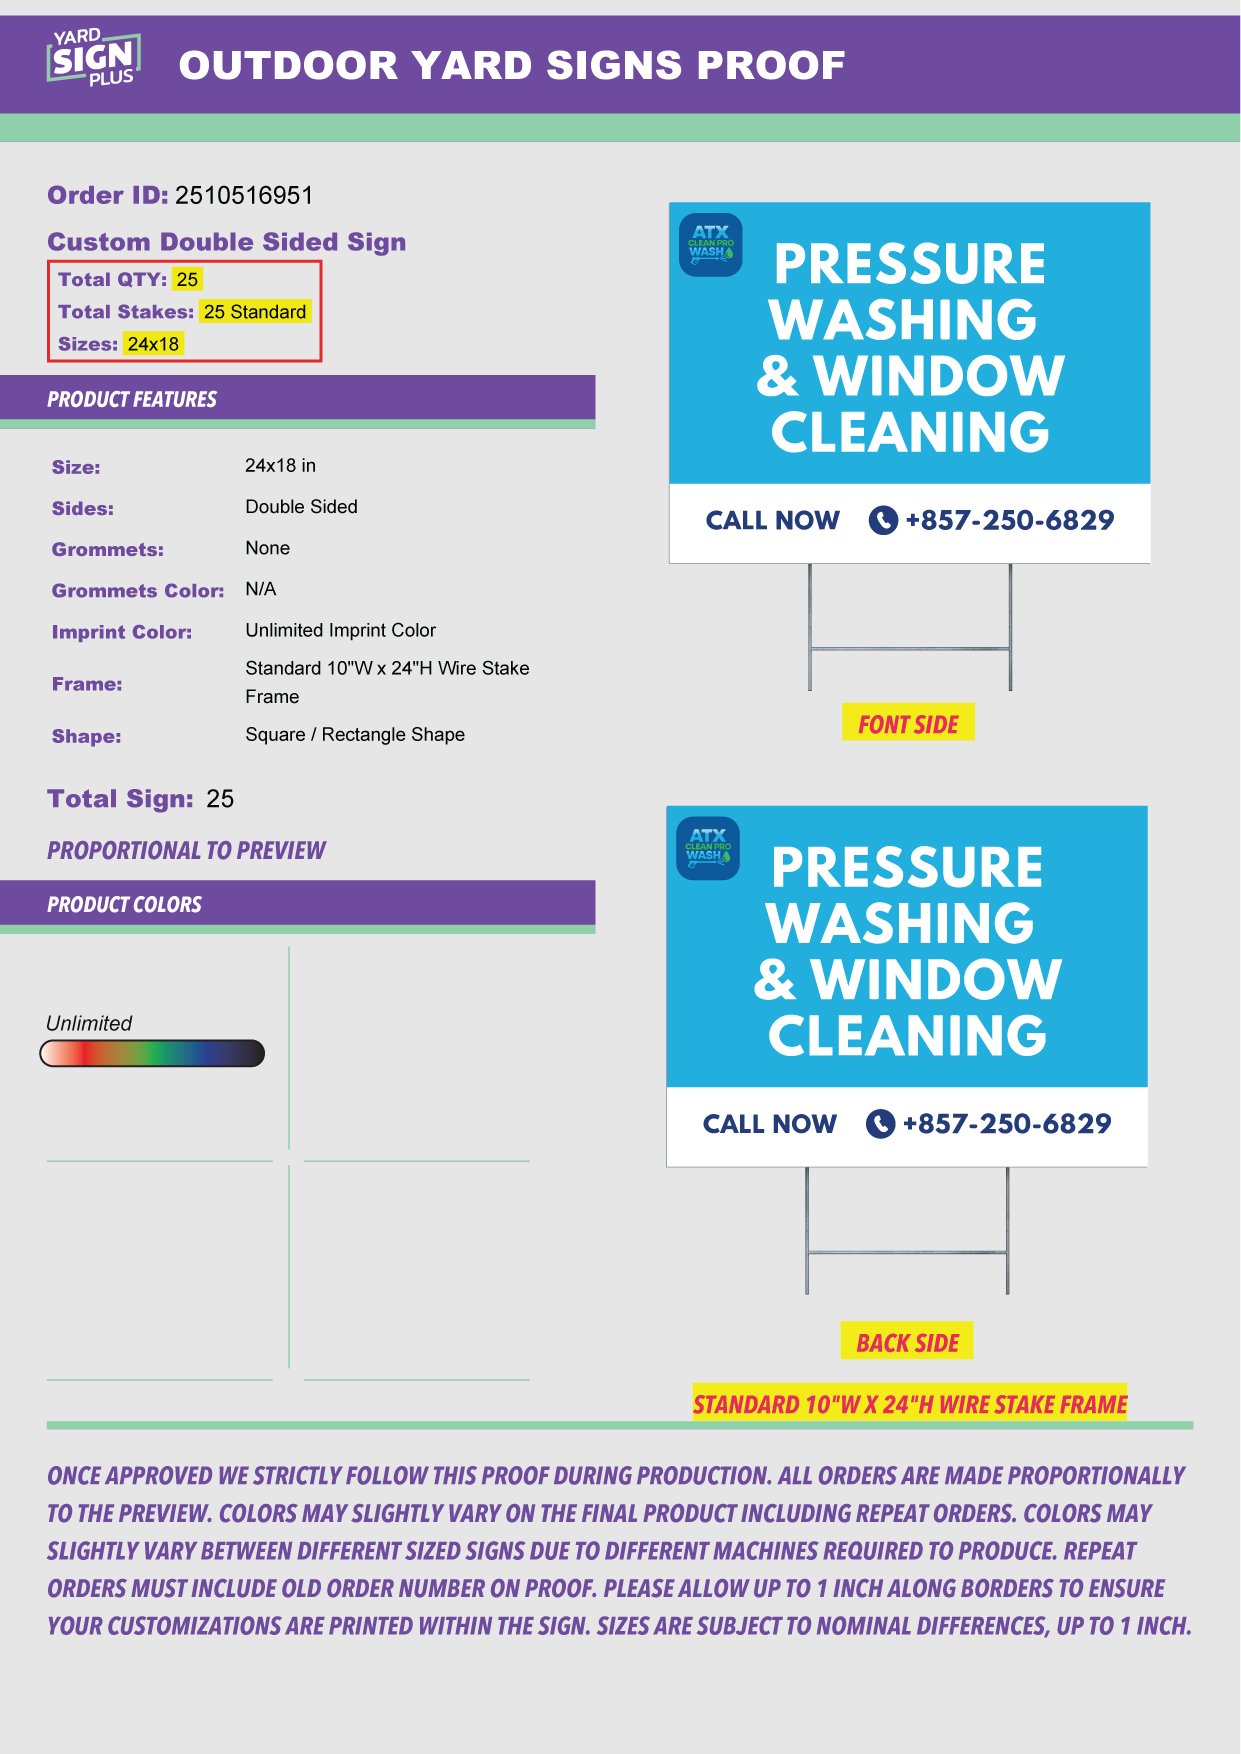 YARD
SIGN
PLUS
OUTDOOR YARD SIGNS PROOF
Order ID: 2510516951
Custom Double Sided Sign
Total QTY: 25
Total Stakes: 25 Standard
Sizes: 24x18
PRODUCT FEATURES
Size: 24x18 in
Sides: Double Sided
Grommets: None
Grommets Color: N/A
Imprint Color: Unlimited Imprint Color
Frame: Standard 10"W x 24"H Wire Stake
Frame
Shape: Square / Rectangle Shape
Total Sign: 25
PROPORTIONAL TO PREVIEW
PRODUCT COLORS
Unlimited
ATX
CLEAN PRO
WASH
PRESSURE
WASHING
& WINDOW
CLEANING
CALL NOW +857-250-6829
FONT SIDE
ATX
CLEAN PRO
WASH
PRESSURE
WASHING
& WINDOW
CLEANING
CALL NOW +857-250-6829
BACK SIDE
STANDARD 10"W X 24"H WIRE STAKE FRAME
ONCE APPROVED WE STRICTLY FOLLOW THIS PROOF DURING PRODUCTION. ALL ORDERS ARE MADE PROPORTIONALLY
TO THE PREVIEW. COLORS MAY SLIGHTLY VARY ON THE FINAL PRODUCT INCLUDING REPEAT ORDERS. COLORS MAY
SLIGHTLY VARY BETWEEN DIFFERENT SIZED SIGNS DUE TO DIFFERENT MACHINES REQUIRED TO PRODUCE. REPEAT
ORDERS MUST INCLUDE OLD ORDER NUMBER ON PROOF. PLEASE ALLOW UP TO 1 INCH ALONG BORDERS TO ENSURE
YOUR CUSTOMIZATIONS ARE PRINTED WITHIN THE SIGN. SIZES ARE SUBJECT TO NOMINAL DIFFERENCES, UP TO 1 INCH.